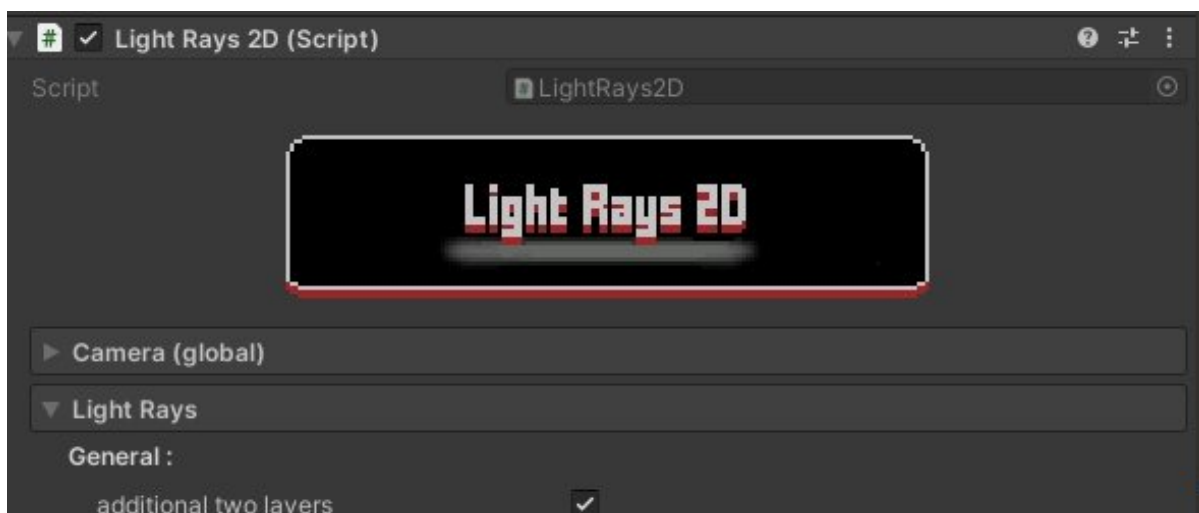 # Light Rays 2D (Script)
Script LightRays2D
Light Rays 2D
Camera (global)
Light Rays
General :
additional two layers